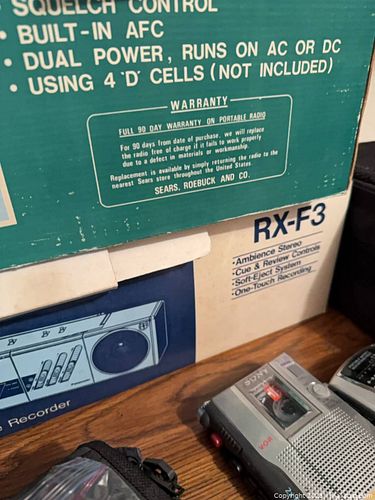 SQUELCH CONTROL
• BUILT-IN AFC
• DUAL POWER, RUNS ON AC OR DC
• USING 4 'D' CELLS (NOT INCLUDED)
WARRANTY
FULL 90 DAY WARRANTY ON PORTABLE RADIO
For 90 days from date of purchase, we will replace
the radio free of charge if it fails to work properly
due to a defect in materials or workmanship.
Replacement is available by simply returning the radio to the
nearest Sears store throughout the United States.
SEARS, ROEBUCK AND CO.
RX-F3
•Ambience Stereo
•Cue & Review Controls
•Soft-Eject System
•One-Touch Recording
Recorder
SONY
VOR